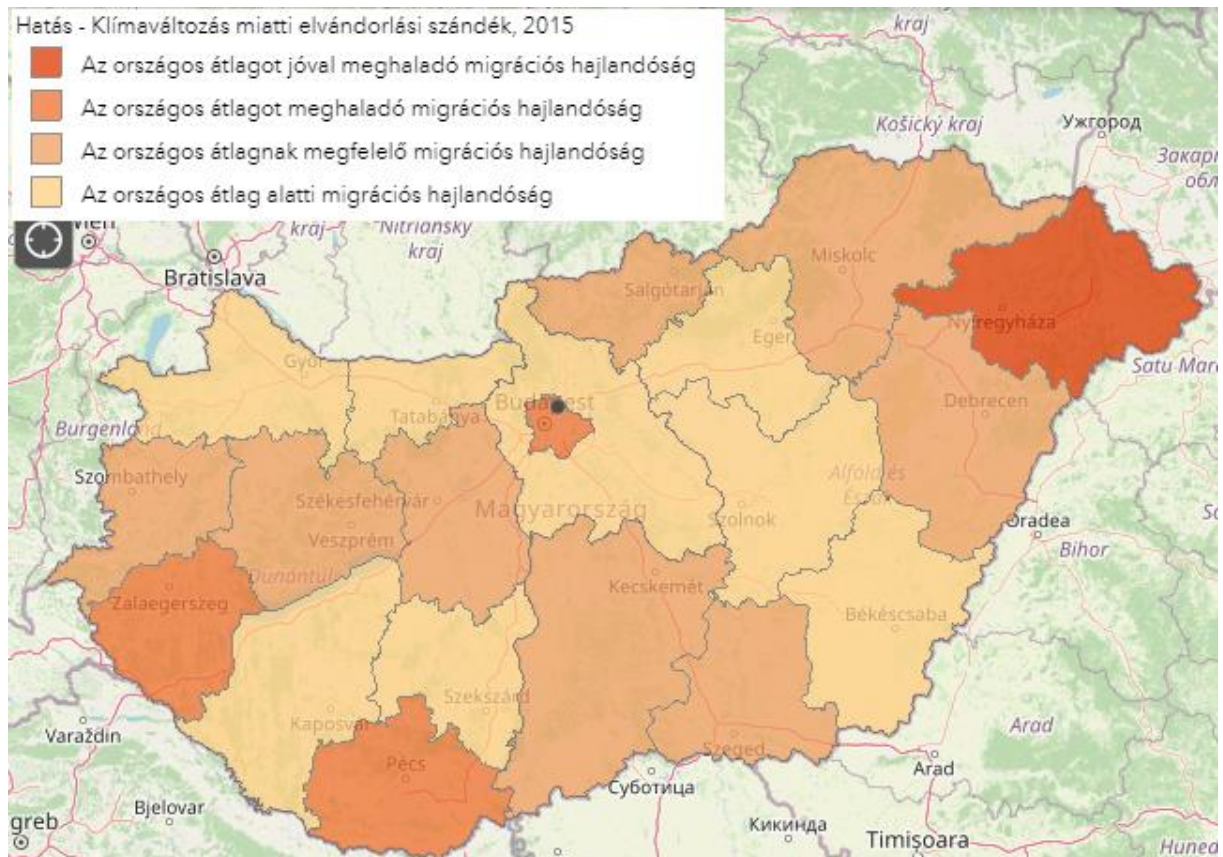 Hatás - Klímaváltozás miatti elvándorlási szándék, 2015
Az országos átlagot jóval meghaladó migrációs hajlandóság
Az országos átlagot meghaladó migrációs hajlandóság
Az országos átlagnak megfelelő migrációs hajlandóság
Az országos átlag alatti migrációs hajlandóság
kraj
Košický kraj
Ужгород
Nitriansky
kraj
kraj
Bratislava
Miskolc
Salgótarján
Nyíregyháza
Eger
Győr
Satu Mare
Tatabánya
Budapest
Debrecen
Burgenland
Szombathely
Székesfehérvár
Magyarország
Alföld és
Szolnok
Oradea
Veszprém
Bihor
Dunántúl
Kecskemét
Zalaegerszeg
Békéscsaba
Szekszárd
Kaposvár
Varaždin
Arad
Szeged
Pécs
Arad
Суботица
Bjelovar
Кикинда
Timișoara